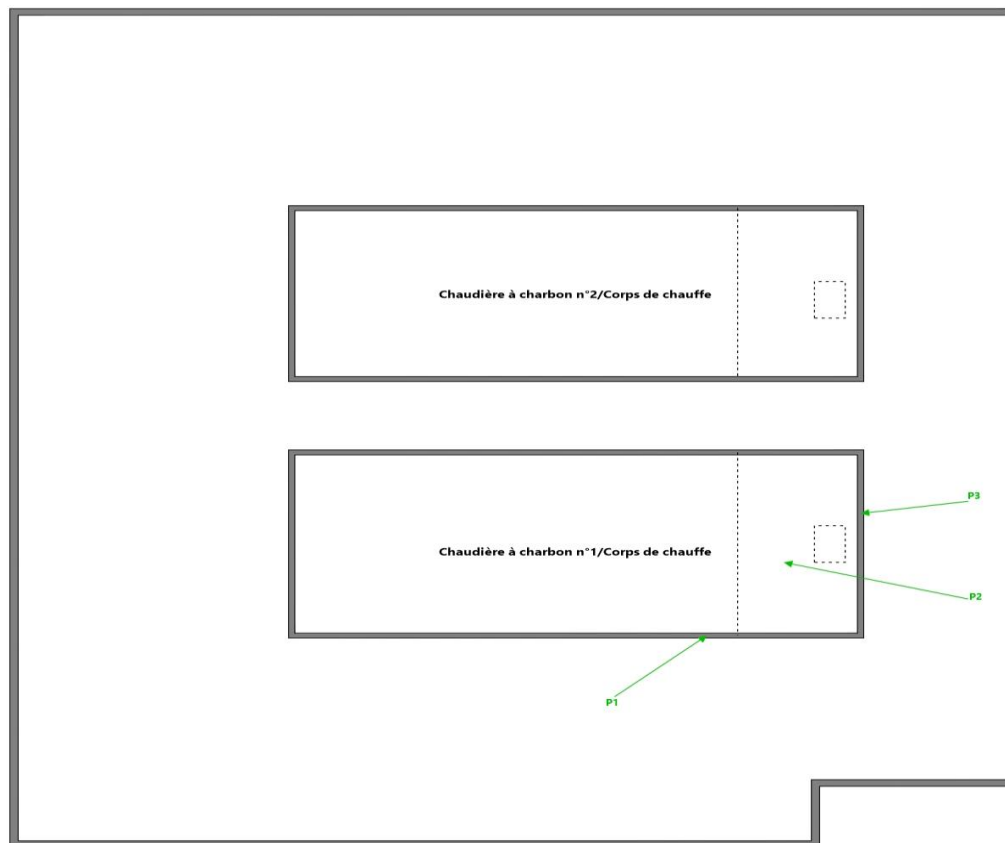 Chaudière à charbon n°2/Corps de chauffe
P3
Chaudière à charbon n°1/Corps de chauffe
P2
P1